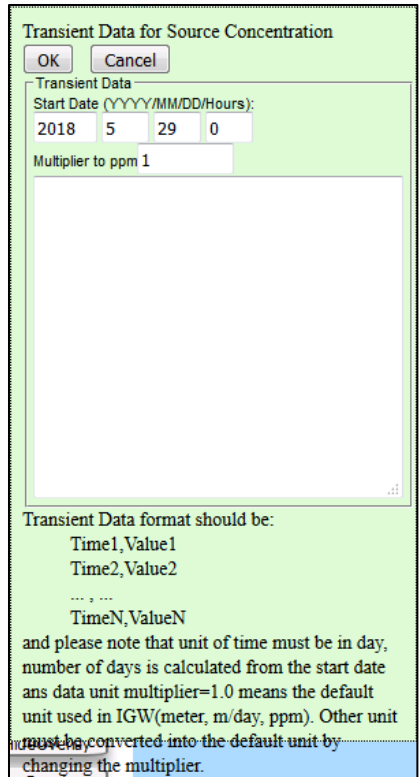 Transient Data for Source Concentration
OK Cancel
Transient Data
Start Date (YYYY/MM/DD/Hours):
2018 5 29 0
Multiplier to ppm 1
Transient Data format should be:
Time1,Value1
Time2,Value2
... , ...
TimeN,ValueN
and please note that unit of time must be in day,
number of days is calculated from the start date
ans data unit multiplier=1.0 means the default
unit used in IGW(meter, m/day, ppm). Other unit
must be converted into the default unit by
changing the multiplier.